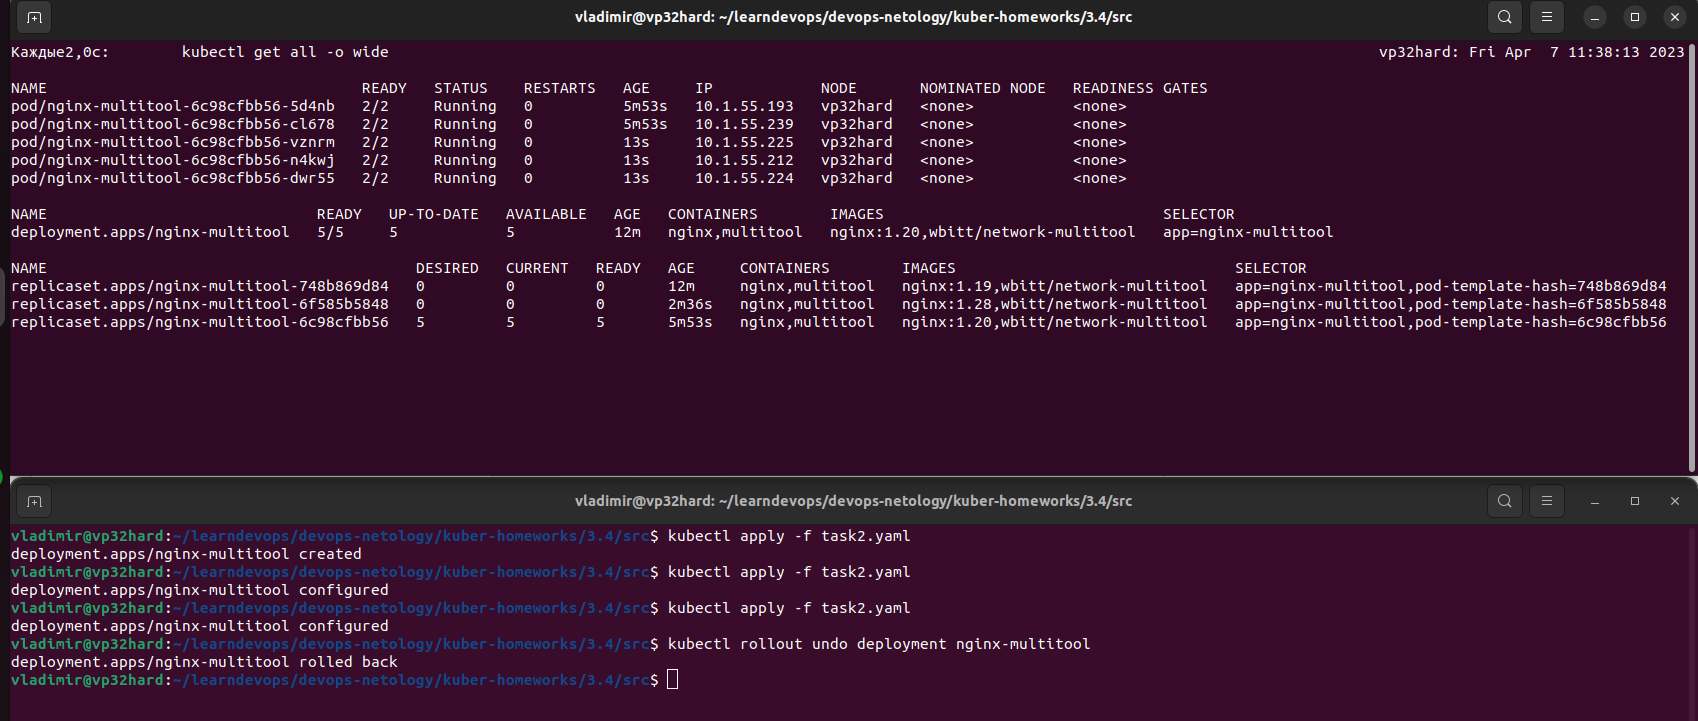 vladimir@vp32hard: ~/learndevops/devops-netology/kuber-homeworks/3.4/src
Каждые2,0с: kubectl get all -o wide vp32hard: Fri Apr 7 11:38:13 2023
NAME READY STATUS RESTARTS AGE IP NODE NOMINATED NODE READINESS GATES
pod/nginx-multitool-6c98cfbb56-5d4nb 2/2 Running 0 5m53s 10.1.55.193 vp32hard <none> <none>
pod/nginx-multitool-6c98cfbb56-cl678 2/2 Running 0 5m53s 10.1.55.239 vp32hard <none> <none>
pod/nginx-multitool-6c98cfbb56-vznrm 2/2 Running 0 13s 10.1.55.225 vp32hard <none> <none>
pod/nginx-multitool-6c98cfbb56-n4kwj 2/2 Running 0 13s 10.1.55.212 vp32hard <none> <none>
pod/nginx-multitool-6c98cfbb56-dwr55 2/2 Running 0 13s 10.1.55.224 vp32hard <none> <none>
NAME READY UP-TO-DATE AVAILABLE AGE CONTAINERS IMAGES SELECTOR
deployment.apps/nginx-multitool 5/5 5 5 12m nginx,multitool nginx:1.20,wbitt/network-multitool app=nginx-multitool
NAME DESIRED CURRENT READY AGE CONTAINERS IMAGES SELECTOR
replicaset.apps/nginx-multitool-748b869d84 0 0 0 12m nginx,multitool nginx:1.19,wbitt/network-multitool app=nginx-multitool,pod-template-hash=748b869d84
replicaset.apps/nginx-multitool-6f585b5848 0 0 0 2m36s nginx,multitool nginx:1.28,wbitt/network-multitool app=nginx-multitool,pod-template-hash=6f585b5848
replicaset.apps/nginx-multitool-6c98cfbb56 5 5 5 5m53s nginx,multitool nginx:1.20,wbitt/network-multitool app=nginx-multitool,pod-template-hash=6c98cfbb56
vladimir@vp32hard: ~/learndevops/devops-netology/kuber-homeworks/3.4/src
vladimir@vp32hard:~/learndevops/devops-netology/kuber-homeworks/3.4/src$ kubectl apply -f task2.yaml
deployment.apps/nginx-multitool created
vladimir@vp32hard:~/learndevops/devops-netology/kuber-homeworks/3.4/src$ kubectl apply -f task2.yaml
deployment.apps/nginx-multitool configured
vladimir@vp32hard:~/learndevops/devops-netology/kuber-homeworks/3.4/src$ kubectl apply -f task2.yaml
deployment.apps/nginx-multitool configured
vladimir@vp32hard:~/learndevops/devops-netology/kuber-homeworks/3.4/src$ kubectl rollout undo deployment nginx-multitool
deployment.apps/nginx-multitool rolled back
vladimir@vp32hard:~/learndevops/devops-netology/kuber-homeworks/3.4/src$